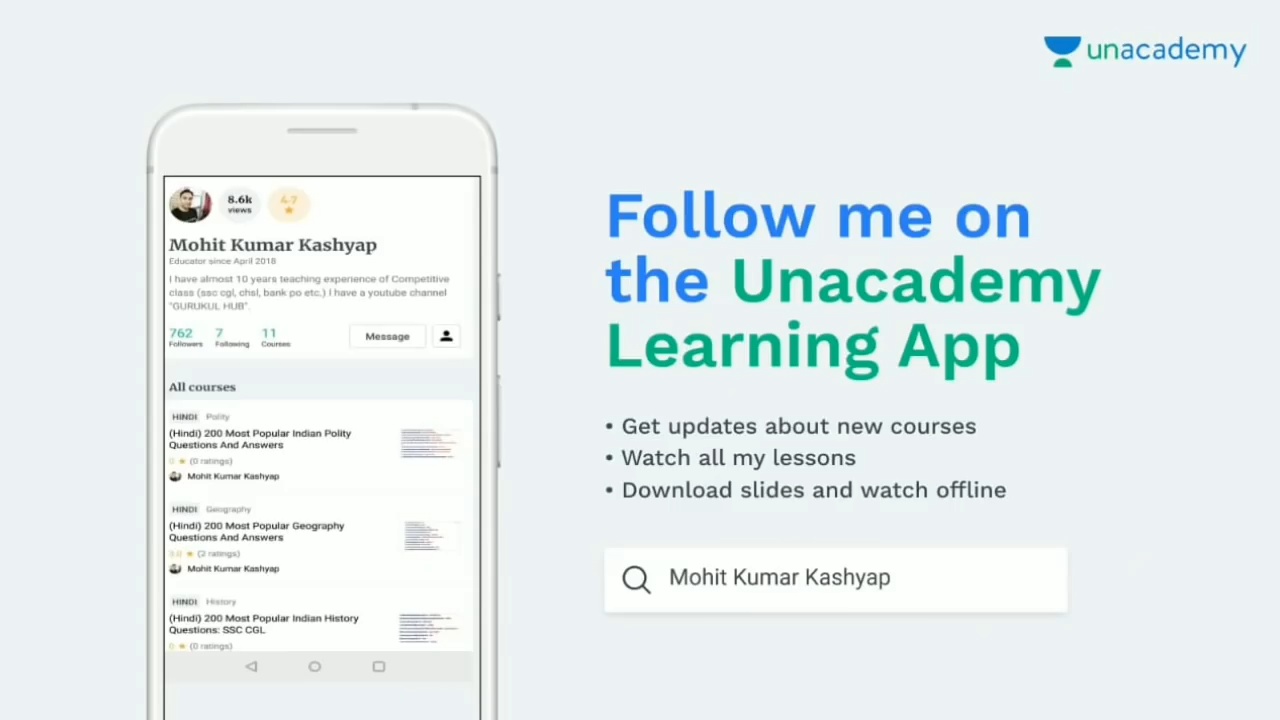 unacademy
8.6k
views
4.7
Mohit Kumar Kashyap
Educator since April 2018
I have almost 10 years teaching experience of Competitive
class (ssc cgl, chsl, bank po etc,) I have a youtube channel
"GURUKUL HUB".
762 7 11
Followers Following Courses
Message
All courses
HINDI Polity
(Hindi) 200 Most Popular Indian Polity
Questions And Answers
0 ★ (0 ratings)
Mohit Kumar Kashyap
HINDI Geography
(Hindi) 200 Most Popular Geography
Questions And Answers
★ (2 ratings)
Mohit Kumar Kashyap
HINDI History
(Hindi) 200 Most Popular Indian History
Questions: SSC CGL
0 ★ (0 ratings)
Follow me on
the Unacademy
Learning App
• Get updates about new courses
• Watch all my lessons
• Download slides and watch offline
Mohit Kumar Kashyap